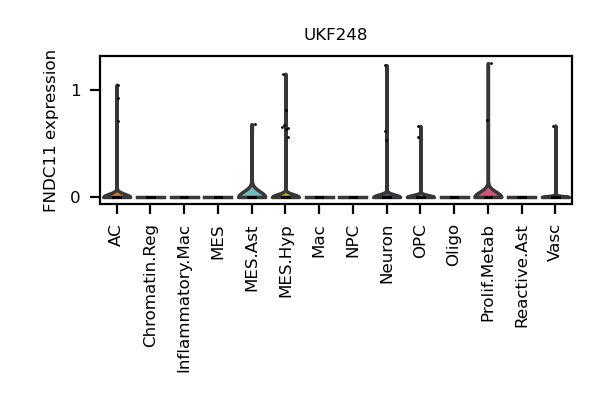 UKF248
FNDC11 expression
1
0
AC
Chromatin.Reg
Inflammatory.Mac
MES
MES.Ast
MES.Hyp
Mac
NPC
Neuron
OPC
Oligo
Prolif.Metab
Reactive.Ast
Vasc